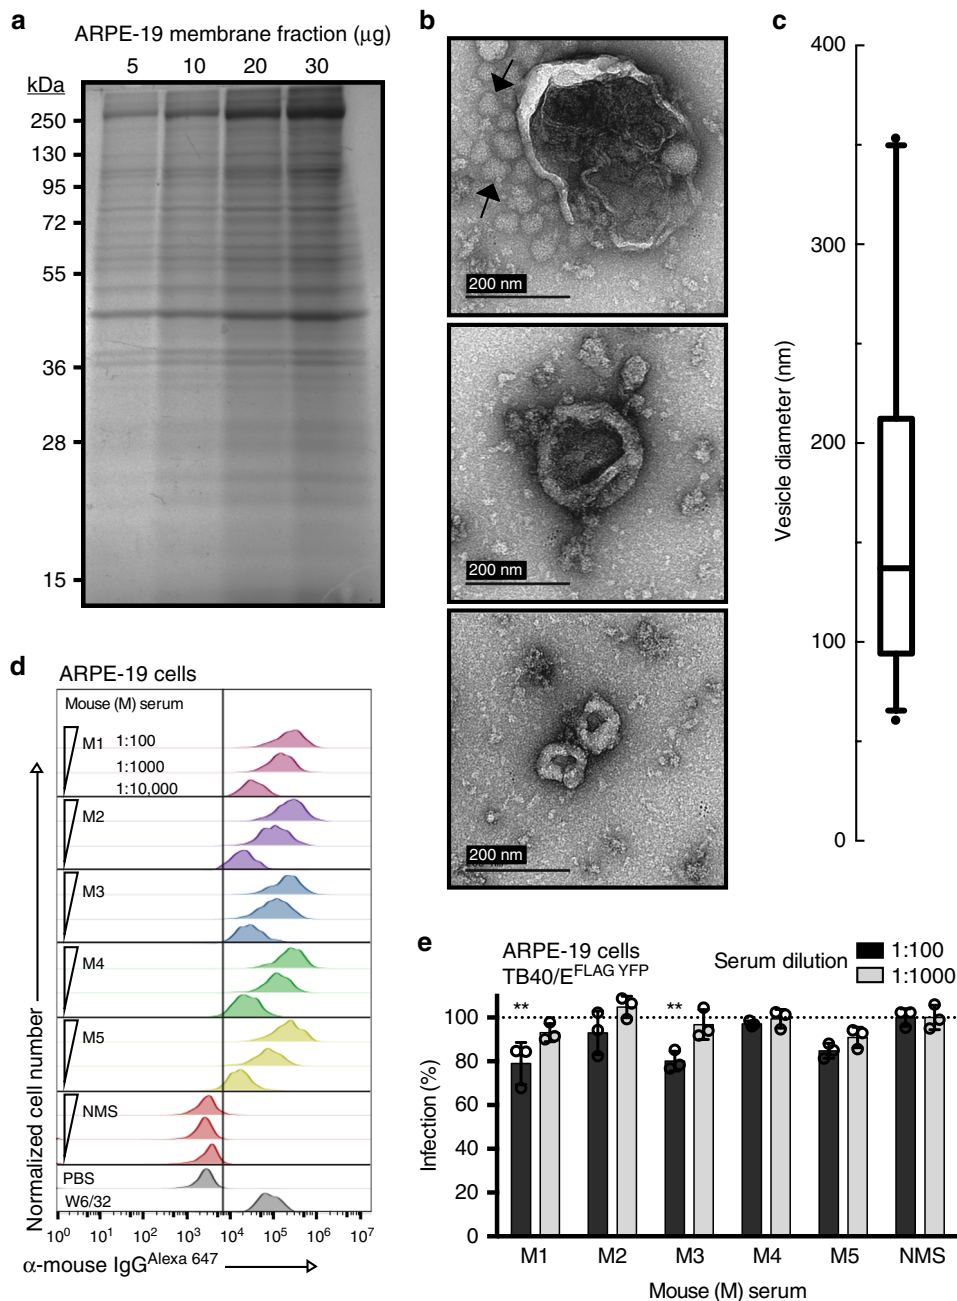 a
ARPE-19 membrane fraction (µg)
5 10 20 30
kDa
250
130
95
72
55
36
28
15
b
200 nm
200 nm
200 nm
c
400
300
200
100
0
Vesicle diameter (nm)
d
ARPE-19 cells
Mouse (M) serum
M1 1:100
1:1000
1:10,000
M2
M3
M4
M5
NMS
PBS
W6/32
Normalized cell number
10⁰ 10¹ 10² 10³ 10⁴ 10⁵ 10⁶ 10⁷
α-mouse IgG^Alexa 647
e
ARPE-19 cells
TB40/E^FLAG YFP
Serum dilution
1:100
1:1000
** **
100
80
60
40
20
0
Infection (%)
M1 M2 M3 M4 M5 NMS
Mouse (M) serum